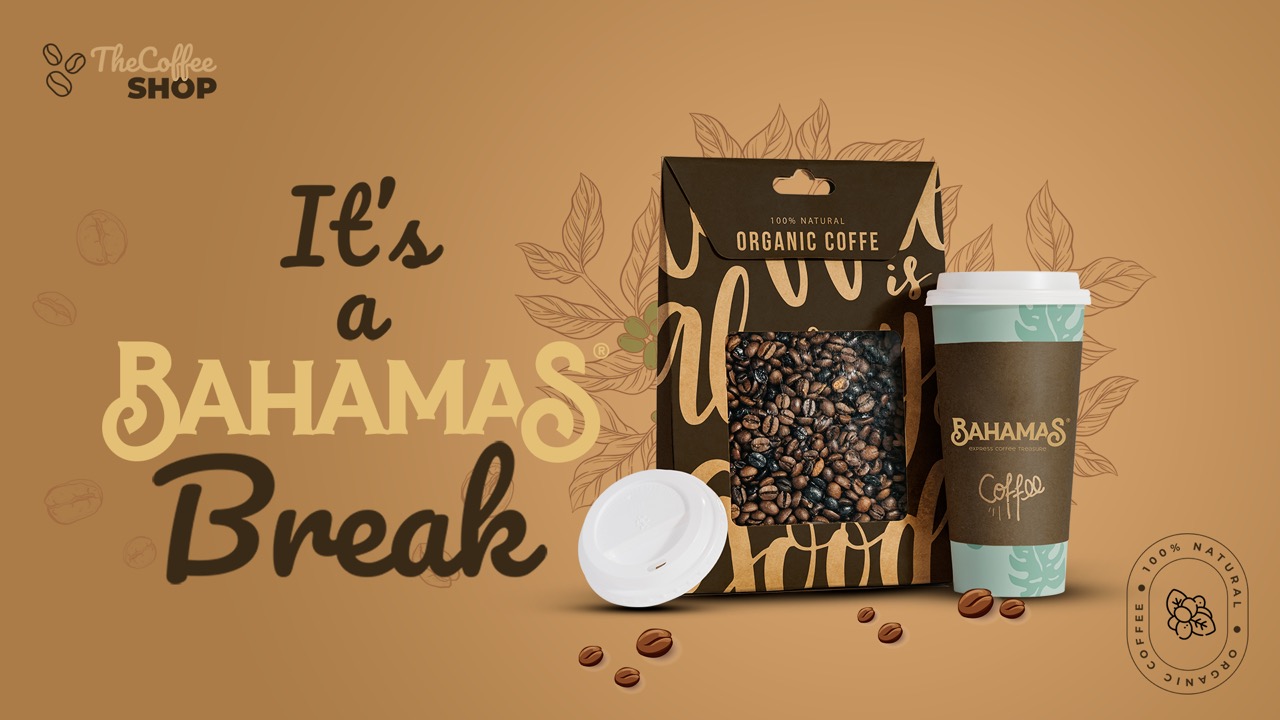 TheCoffee
SHOP
It's
a
BAHAMAS®
Break
100% NATURAL
ORGANIC COFFE
is
good
BAHAMAS®
EXPRESS COFFEE TREASURE
Coffee
100% NATURAL • ORGANIC COFFEE •